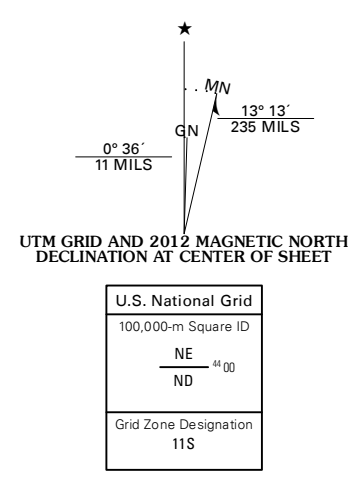 ★
MN
GN
13° 13´
235 MILS
0° 36´
11 MILS
UTM GRID AND 2012 MAGNETIC NORTH
DECLINATION AT CENTER OF SHEET
U.S. National Grid
100,000-m Square ID
NE
ND
44 00
Grid Zone Designation
11S